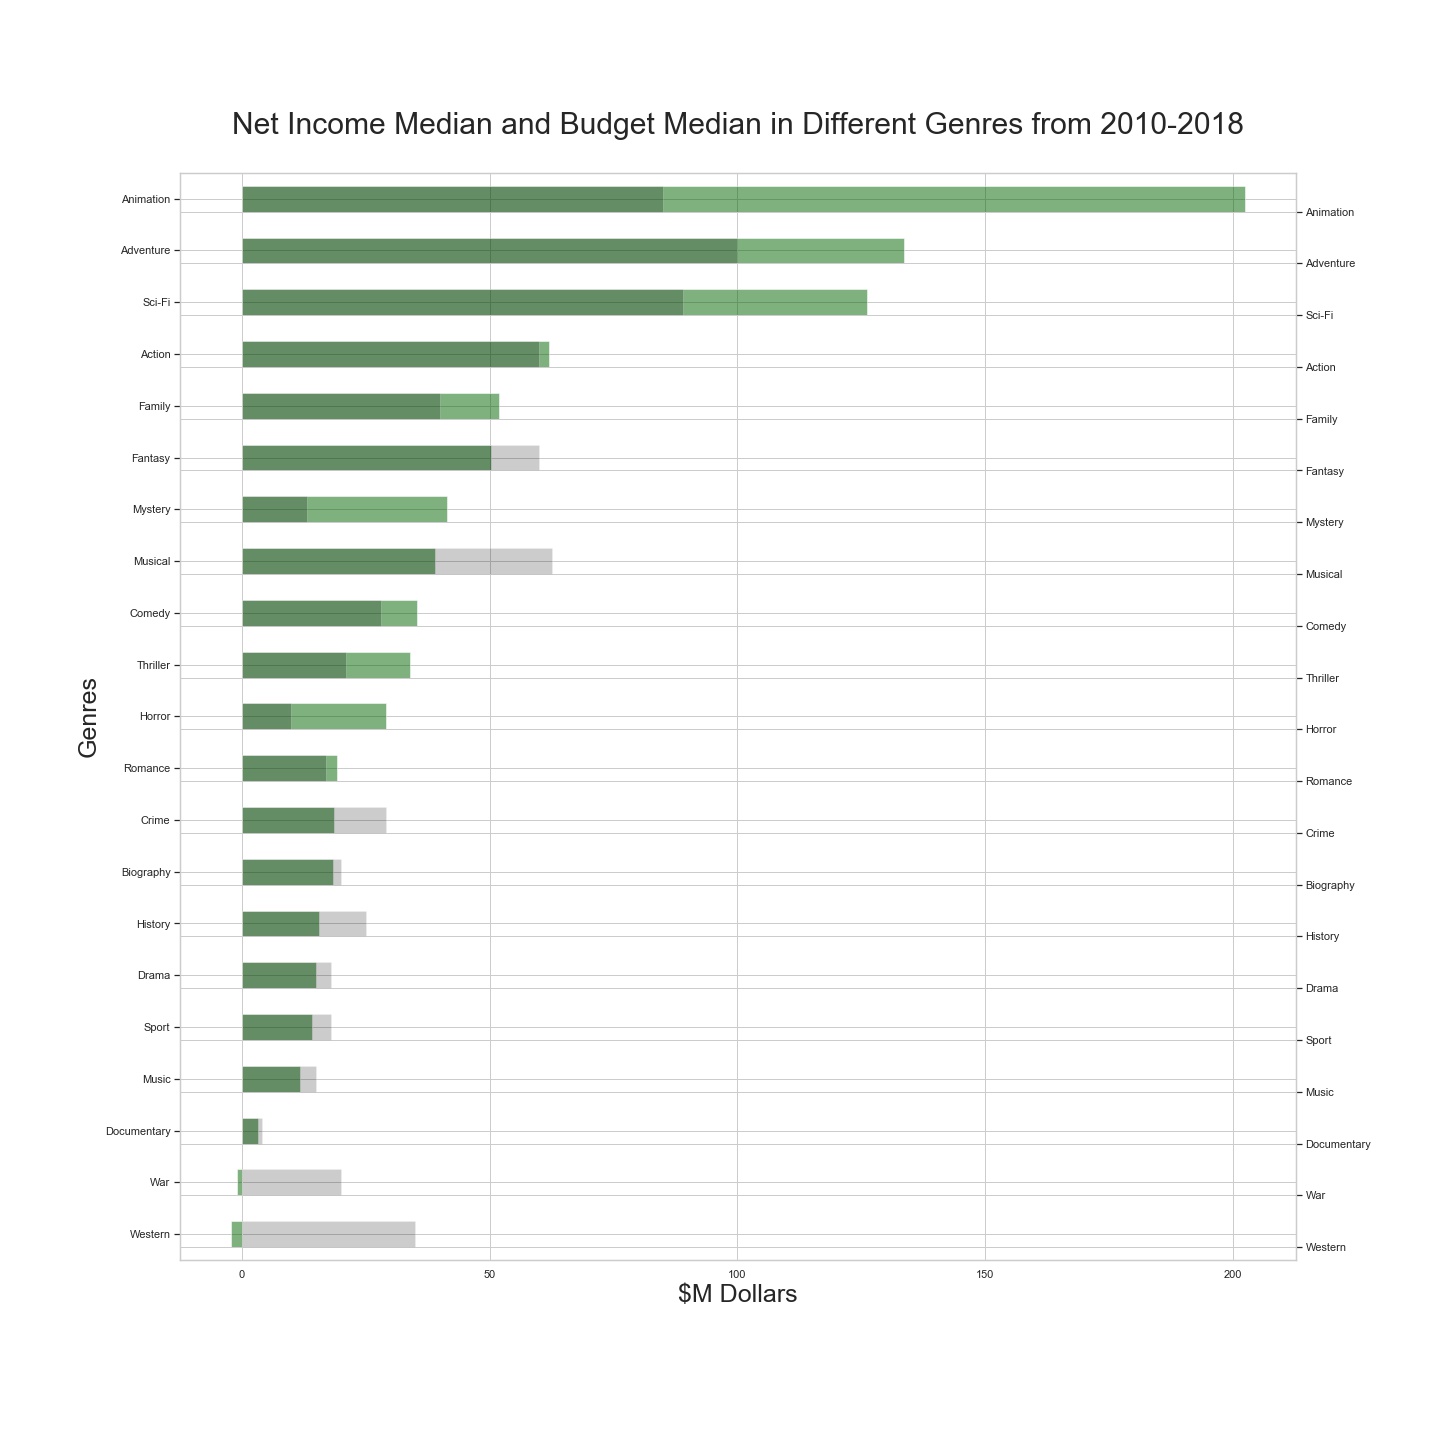 Net Income Median and Budget Median in Different Genres from 2010-2018
Animation
Animation
Adventure
Adventure
Sci-Fi
Sci-Fi
Action
Action
Family
Family
Fantasy
Fantasy
Mystery
Mystery
Musical
Musical
Comedy
Comedy
Thriller
Thriller
Genres
Horror
Horror
Romance
Romance
Crime
Crime
Biography
Biography
History
History
Drama
Drama
Sport
Sport
Music
Music
Documentary
Documentary
War
War
Western
Western
0 50 100 150 200
$M Dollars